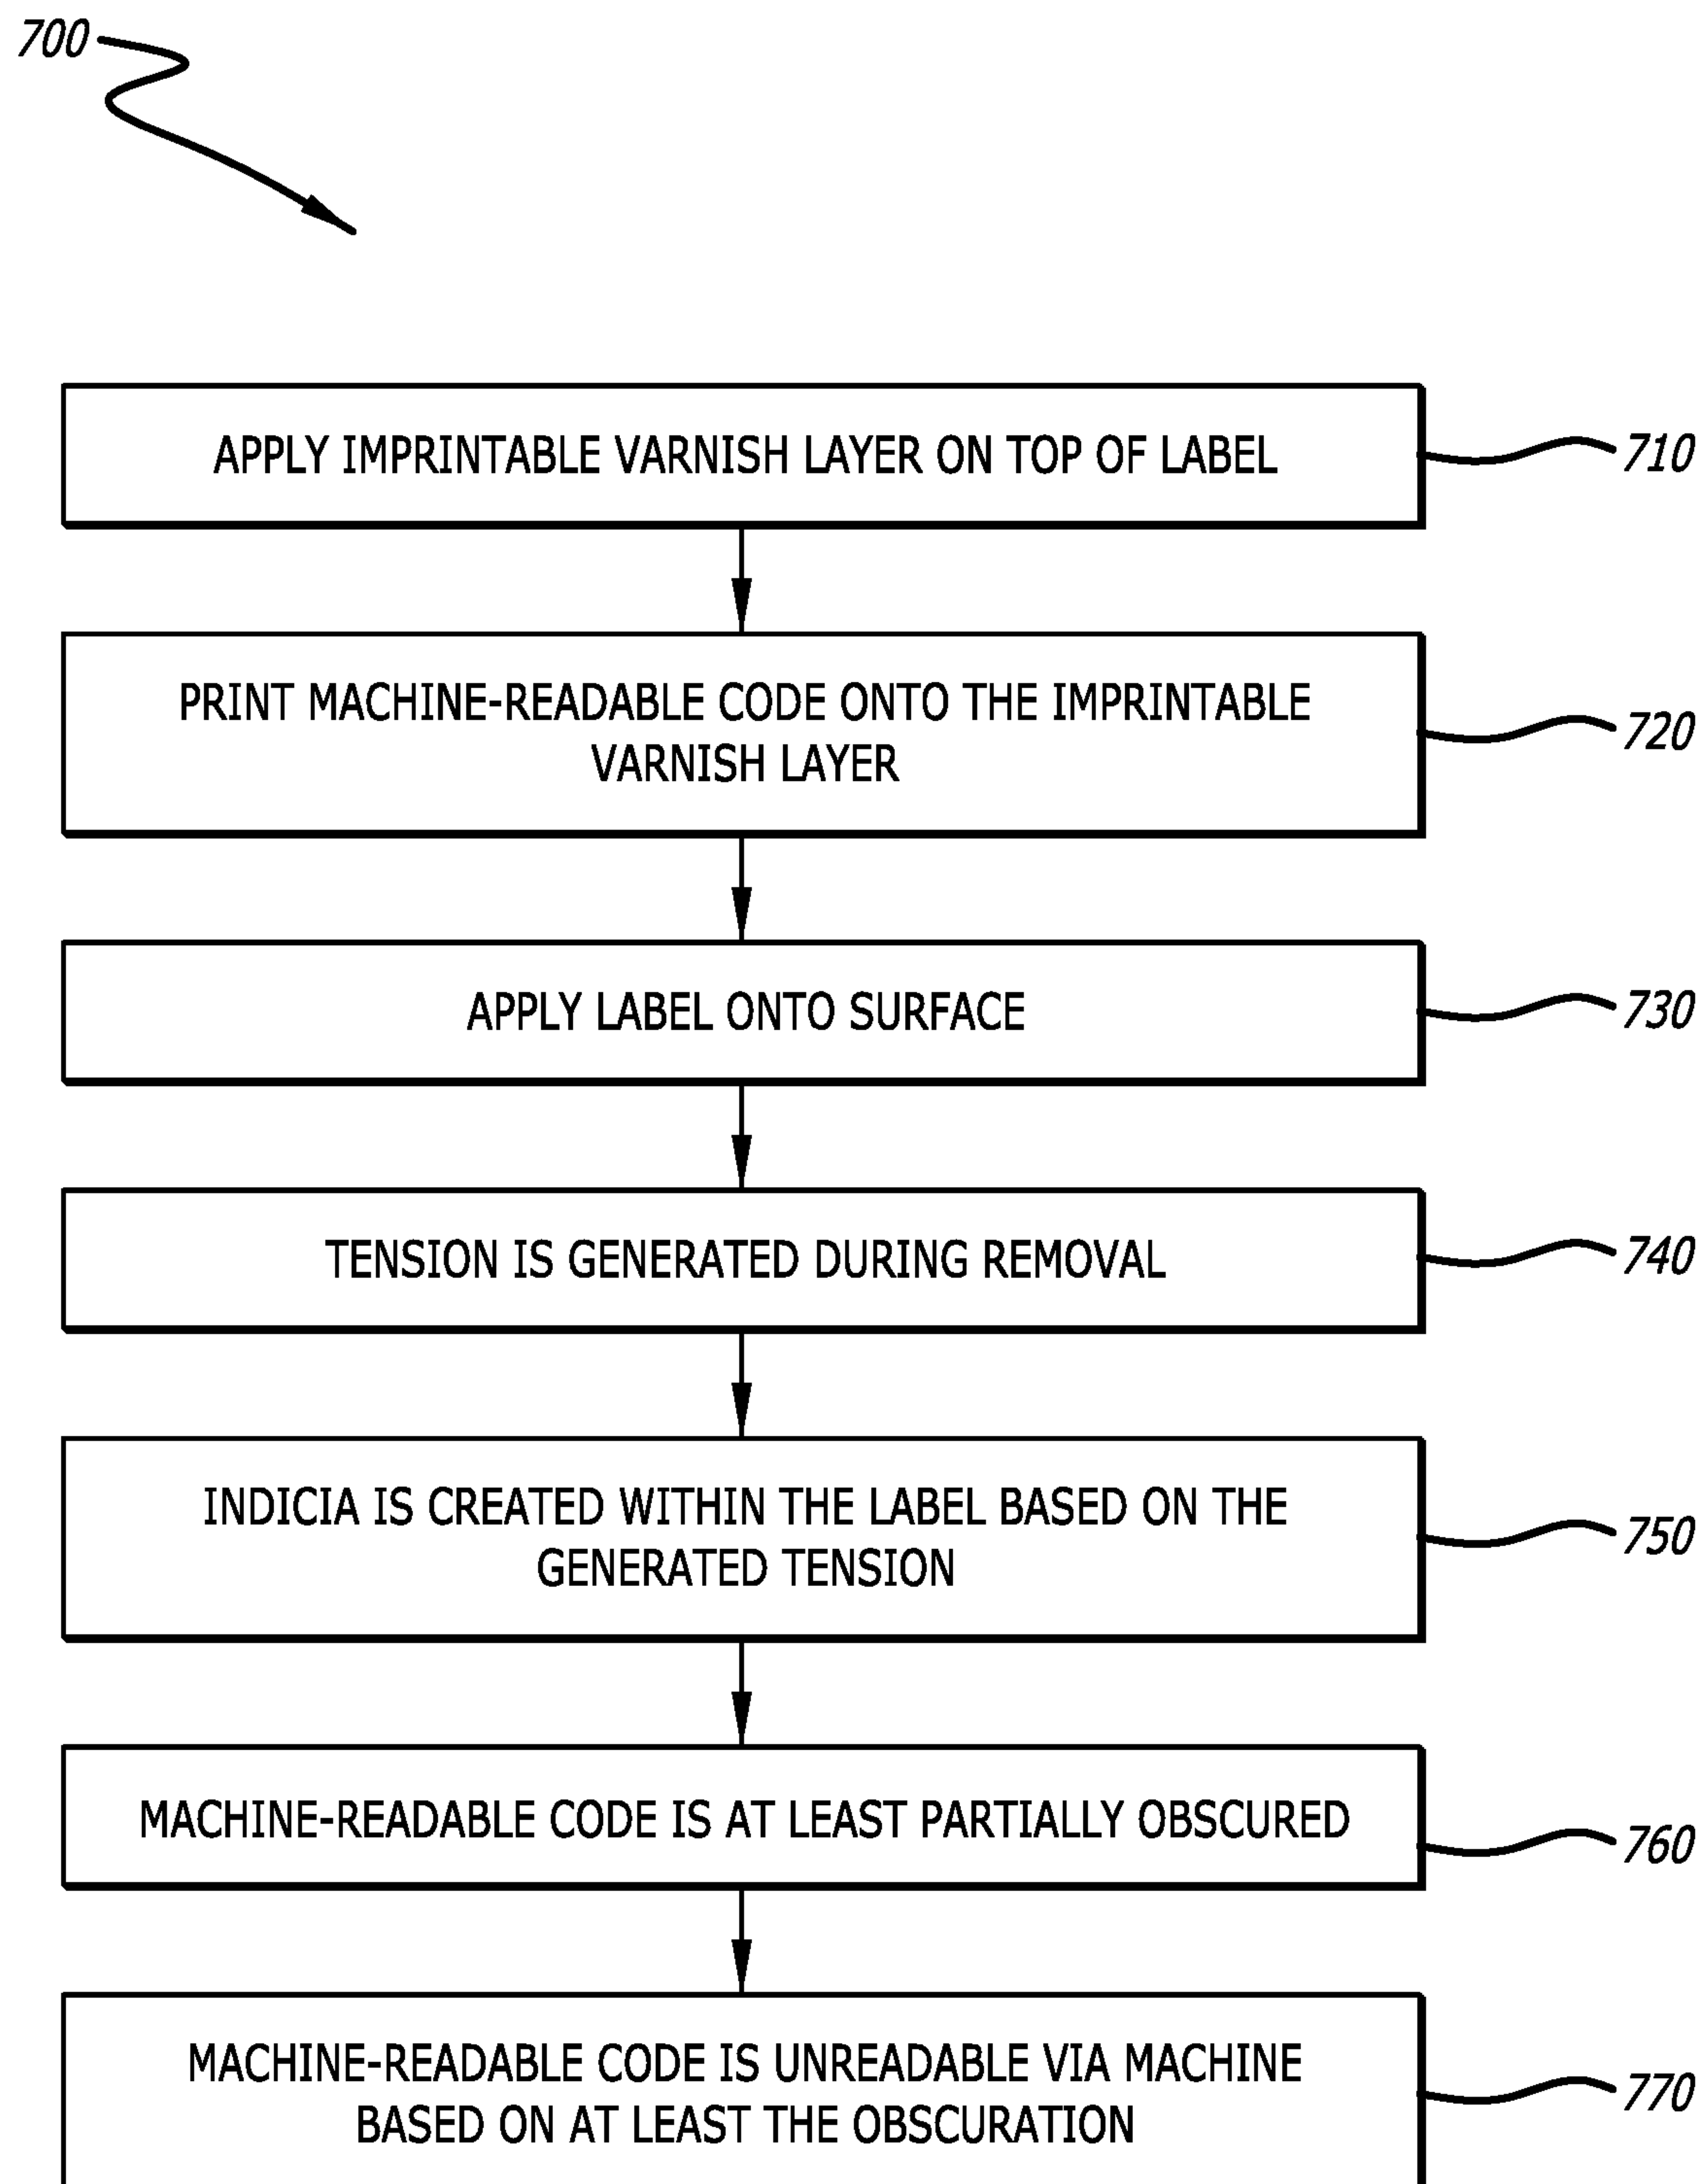 700
APPLY IMPRINTABLE VARNISH LAYER ON TOP OF LABEL
710
PRINT MACHINE-READABLE CODE ONTO THE IMPRINTABLE
VARNISH LAYER
720
APPLY LABEL ONTO SURFACE
730
TENSION IS GENERATED DURING REMOVAL
740
INDICIA IS CREATED WITHIN THE LABEL BASED ON THE
GENERATED TENSION
750
MACHINE-READABLE CODE IS AT LEAST PARTIALLY OBSCURED
760
MACHINE-READABLE CODE IS UNREADABLE VIA MACHINE
BASED ON AT LEAST THE OBSCURATION
770